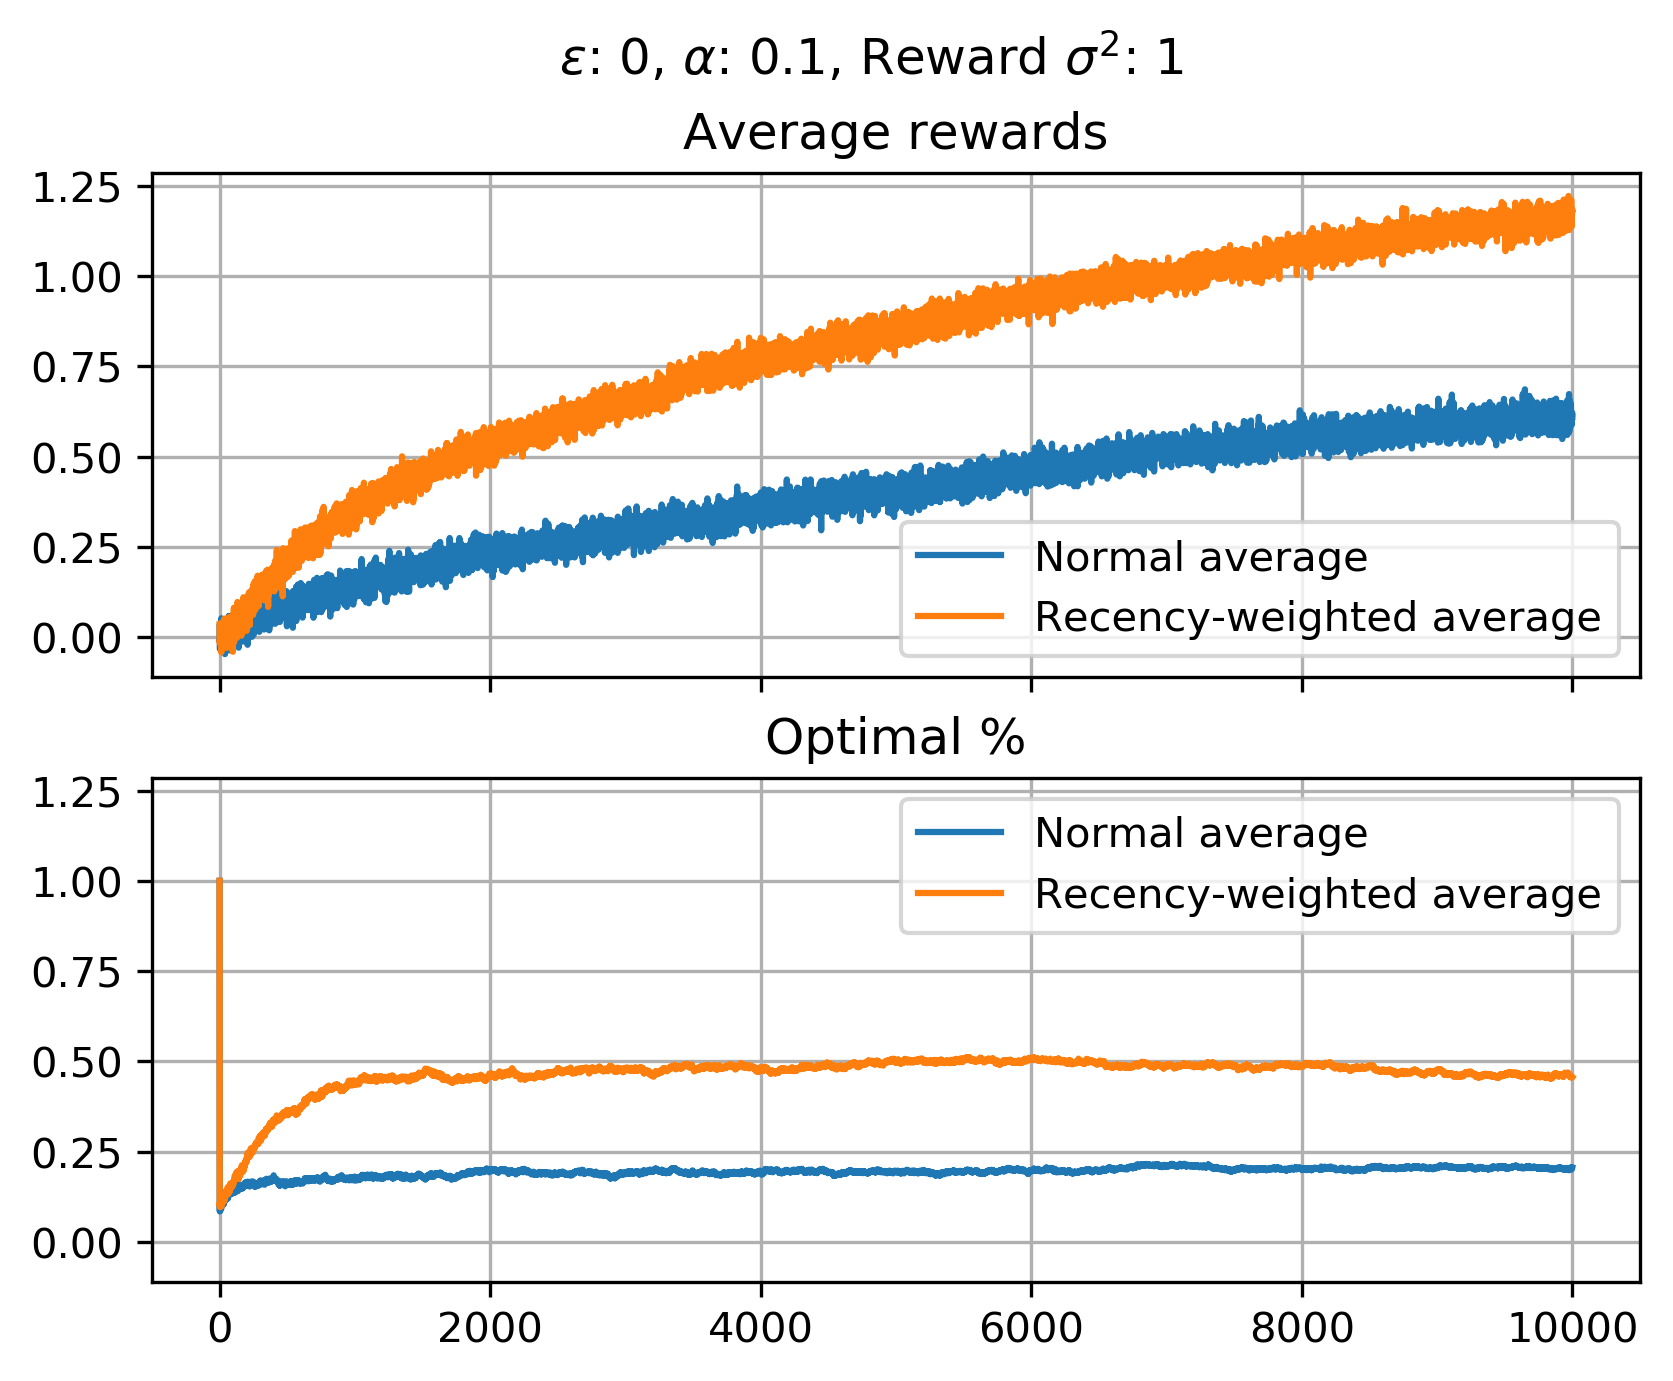 ε: 0, α: 0.1, Reward σ²: 1
Average rewards
1.25
1.00
0.75
0.50
0.25
0.00
Normal average
Recency-weighted average
Optimal %
1.25
1.00
0.75
0.50
0.25
0.00
Normal average
Recency-weighted average
0 2000 4000 6000 8000 10000